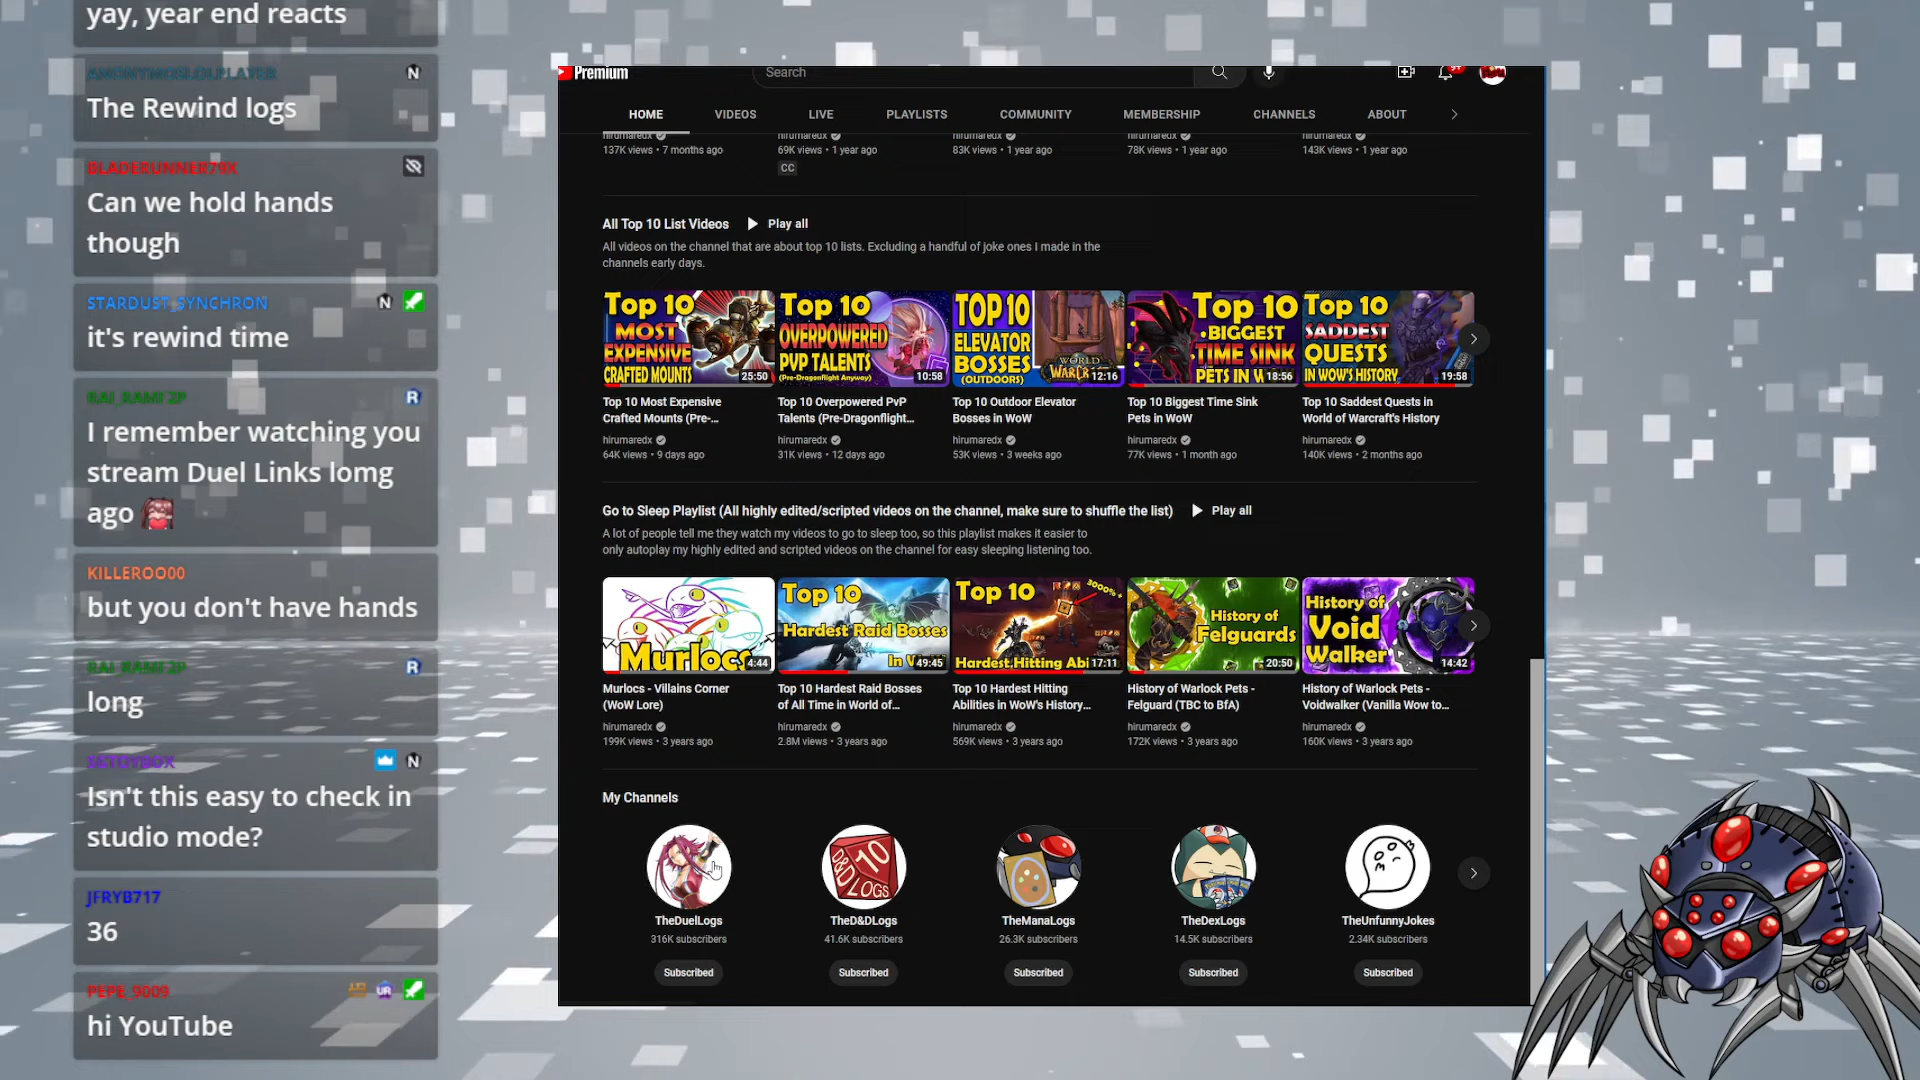 yay, year end reacts
ANONYMOSLOLPLAYER
The Rewind logs
BLADERUNNER79X
Can we hold hands
though
STARDUST_SYNCHRON
it's rewind time
I remember watching you
stream Duel Links lomg
ago
KILLEROO00
but you don't have hands
long
Isn't this easy to check in
studio mode?
JFRYB717
36
PEPE_9009
hi YouTube
Premium
Search
9+
HOME VIDEOS LIVE PLAYLISTS COMMUNITY MEMBERSHIP CHANNELS ABOUT
hirumaredx hirumaredx hirumaredx hirumaredx hirumaredx
137K views • 7 months ago 69K views • 1 year ago 83K views • 1 year ago 78K views • 1 year ago 143K views • 1 year ago
CC
All Top 10 List Videos Play all
All videos on the channel that are about top 10 lists. Excluding a handful of joke ones I made in the
channels early days.
Top 10
MOST
EXPENSIVE
CRAFTED MOUNTS
25:50
Top 10
OVERPOWERED
PVP TALENTS
(Pre-Dragonflight Anyway)
10:58
TOP 10
ELEVATOR
BOSSES
(OUTDOORS)
WORLD
WARCRAFT
12:16
Top 10
BIGGEST
TIME SINK
PETS IN W
18:56
Top 10
SADDEST
QUESTS
IN WOW'S HISTORY
19:58
Top 10 Most Expensive Top 10 Overpowered PvP Top 10 Outdoor Elevator Top 10 Biggest Time Sink Top 10 Saddest Quests in
Crafted Mounts (Pre-... Talents (Pre-Dragonflight... Bosses in WoW Pets in WoW World of Warcraft's History
hirumaredx hirumaredx hirumaredx hirumaredx hirumaredx
64K views • 9 days ago 31K views • 12 days ago 53K views • 3 weeks ago 77K views • 1 month ago 140K views • 2 months ago
Go to Sleep Playlist (All highly edited/scripted videos on the channel, make sure to shuffle the list) Play all
A lot of people tell me they watch my videos to go to sleep too, so this playlist makes it easier to
only autoplay my highly edited and scripted videos on the channel for easy sleeping listening too.
Murlocs
4:44
Top 10
Hardest Raid Bosses
In W
49:45
Top 10
3000%+
Hardest Hitting Abi
17:11
History of
Felguards
20:50
History of
Void
Walker
14:42
Murlocs - Villains Corner Top 10 Hardest Raid Bosses Top 10 Hardest Hitting History of Warlock Pets - History of Warlock Pets -
(WoW Lore) of All Time in World of... Abilities in WoW's History... Felguard (TBC to BfA) Voidwalker (Vanilla Wow to...
hirumaredx hirumaredx hirumaredx hirumaredx hirumaredx
199K views • 3 years ago 2.8M views • 3 years ago 569K views • 3 years ago 172K views • 3 years ago 160K views • 3 years ago
My Channels
10
D&D LOGS
TheDuelLogs TheD&DLogs TheManaLogs TheDexLogs TheUnfunnyJokes
316K subscribers 41.6K subscribers 26.3K subscribers 14.5K subscribers 2.34K subscribers
Subscribed Subscribed Subscribed Subscribed Subscribed